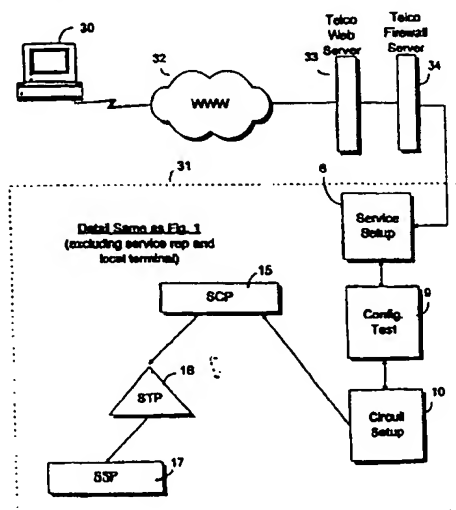 30
32
WWW
Telco
Web
Server
33
Telco
Firewall
Server
34
31
6
Service
Setup
Detail Same as Fig. 1
(excluding service rep and
local terminal)
15
SCP
9
Config.
Test
18
STP
10
Circuit
Setup
SSP
17